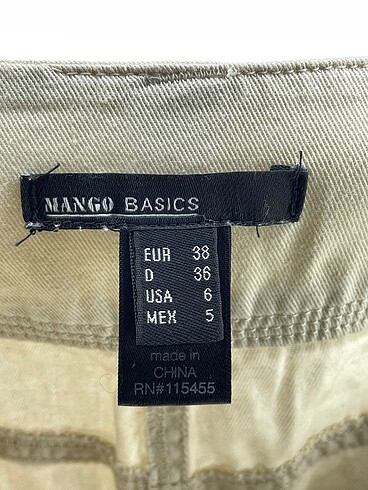 MANGO BASICS
EUR 38
D 36
USA 6
MEX 5
made in
CHINA
RN#115455